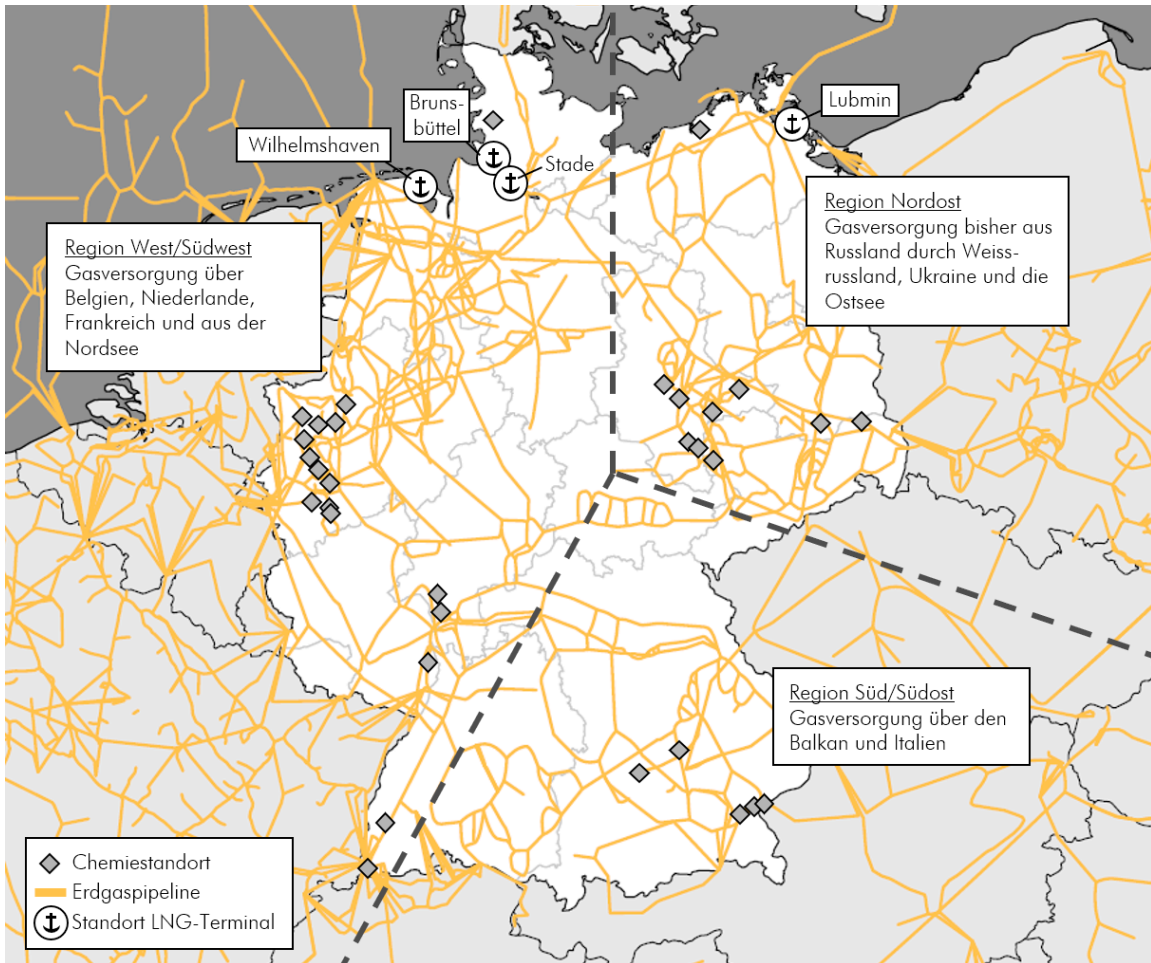 Bruns-
büttel
Lubmin
Wilhelmshaven
Stade
Region West/Südwest
Gasversorgung über
Belgien, Niederlande,
Frankreich und aus der
Nordsee
Region Nordost
Gasversorgung bisher aus
Russland durch Weiss-
russland, Ukraine und die
Ostsee
Region Süd/Südost
Gasversorgung über den
Balkan und Italien
Chemiestandort
Erdgaspipeline
Standort LNG-Terminal